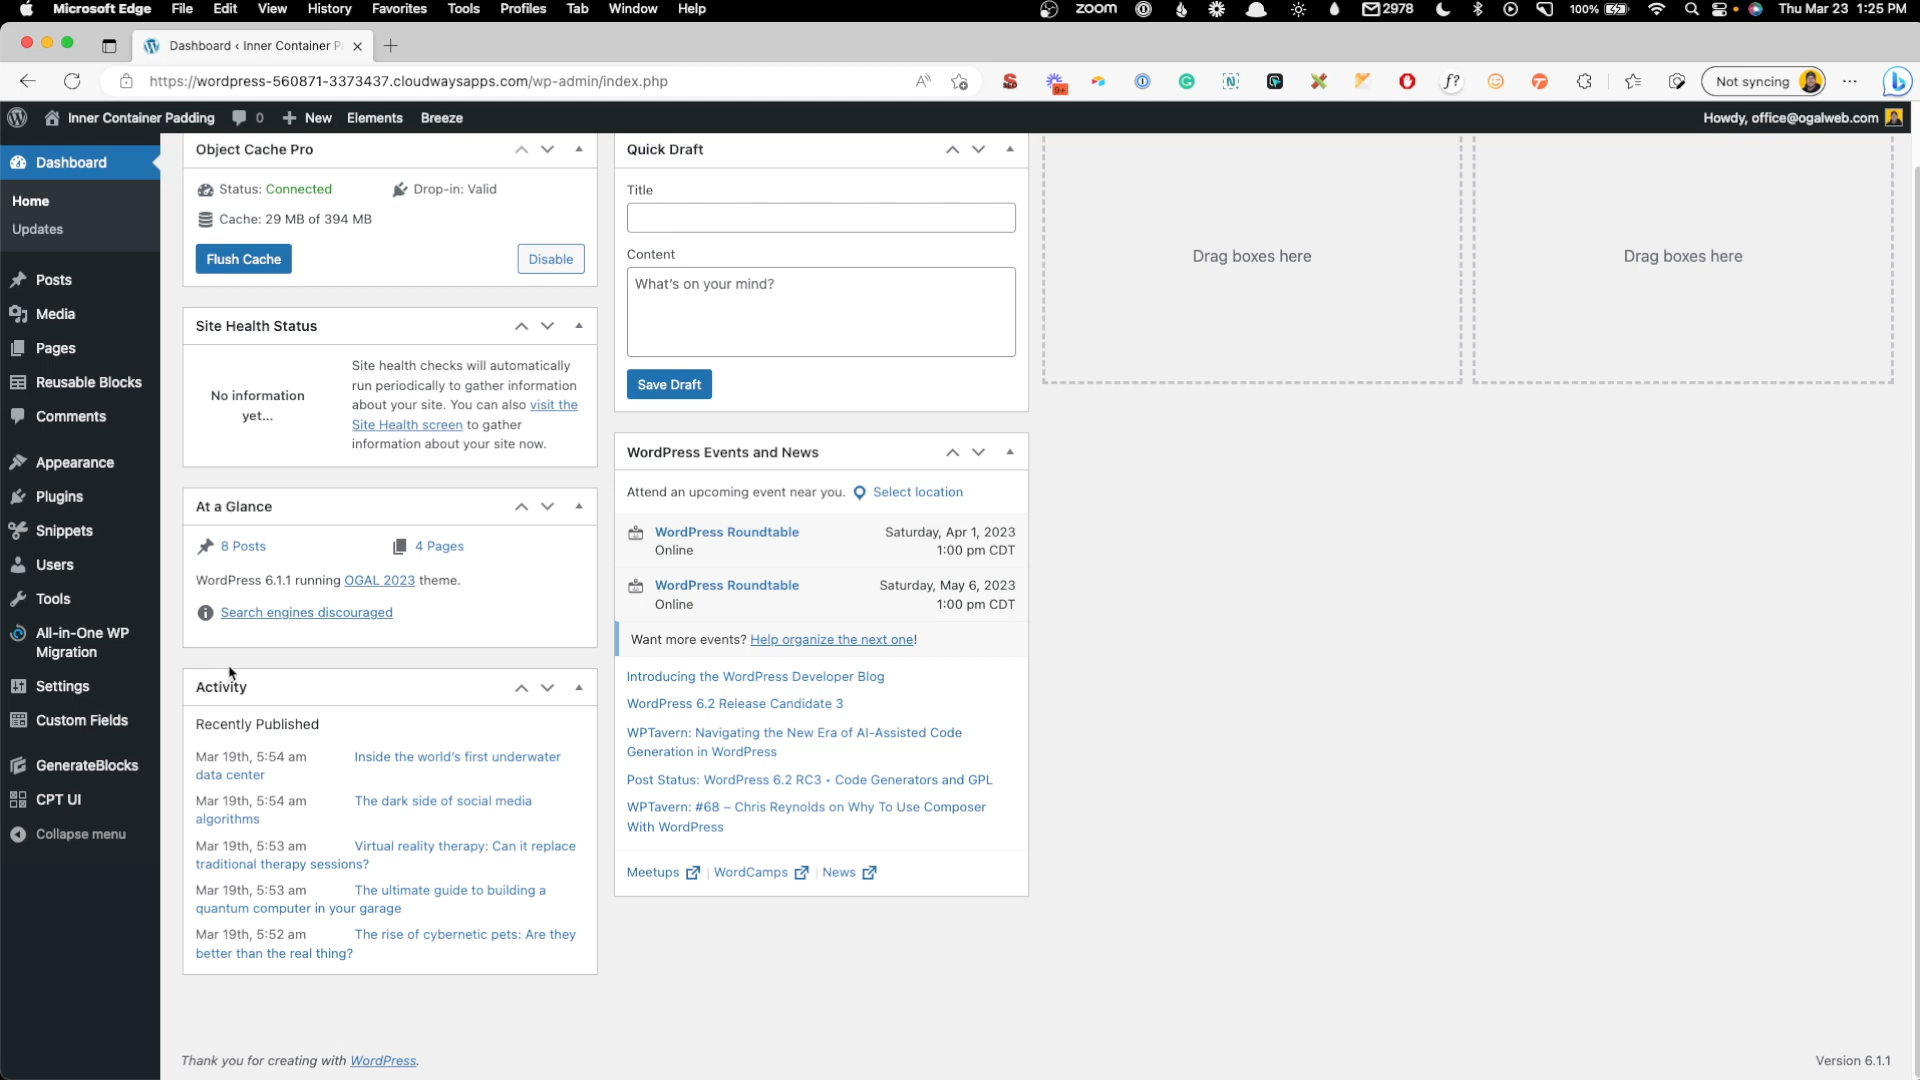 Microsoft Edge File Edit View History Favorites Tools Profiles Tab Window Help
zoom 2978 100% Thu Mar 23 1:25 PM
Dashboard ‹ Inner Container P
https://wordpress-560871-3373437.cloudwaysapps.com/wp-admin/index.php
9+
Not syncing
Inner Container Padding 0 New Elements Breeze
Howdy, office@ogalweb.com
Dashboard
Home
Updates
Posts
Media
Pages
Reusable Blocks
Comments
Appearance
Plugins
Snippets
Users
Tools
All-in-One WP
Migration
Settings
Custom Fields
GenerateBlocks
CPT UI
Collapse menu
Object Cache Pro
Status: Connected Drop-in: Valid
Cache: 29 MB of 394 MB
Flush Cache Disable
Site Health Status
No information
yet...
Site health checks will automatically
run periodically to gather information
about your site. You can also visit the
Site Health screen to gather
information about your site now.
At a Glance
8 Posts 4 Pages
WordPress 6.1.1 running OGAL 2023 theme.
Search engines discouraged
Activity
Recently Published
Mar 19th, 5:54 am Inside the world's first underwater
data center
Mar 19th, 5:54 am The dark side of social media
algorithms
Mar 19th, 5:53 am Virtual reality therapy: Can it replace
traditional therapy sessions?
Mar 19th, 5:53 am The ultimate guide to building a
quantum computer in your garage
Mar 19th, 5:52 am The rise of cybernetic pets: Are they
better than the real thing?
Quick Draft
Title
Content
What's on your mind?
Save Draft
WordPress Events and News
Attend an upcoming event near you. Select location
WordPress Roundtable Saturday, Apr 1, 2023
Online 1:00 pm CDT
WordPress Roundtable Saturday, May 6, 2023
Online 1:00 pm CDT
Want more events? Help organize the next one!
Introducing the WordPress Developer Blog
WordPress 6.2 Release Candidate 3
WPTavern: Navigating the New Era of AI-Assisted Code
Generation in WordPress
Post Status: WordPress 6.2 RC3 • Code Generators and GPL
WPTavern: #68 – Chris Reynolds on Why To Use Composer
With WordPress
Meetups | WordCamps | News
Drag boxes here
Drag boxes here
Thank you for creating with WordPress.
Version 6.1.1